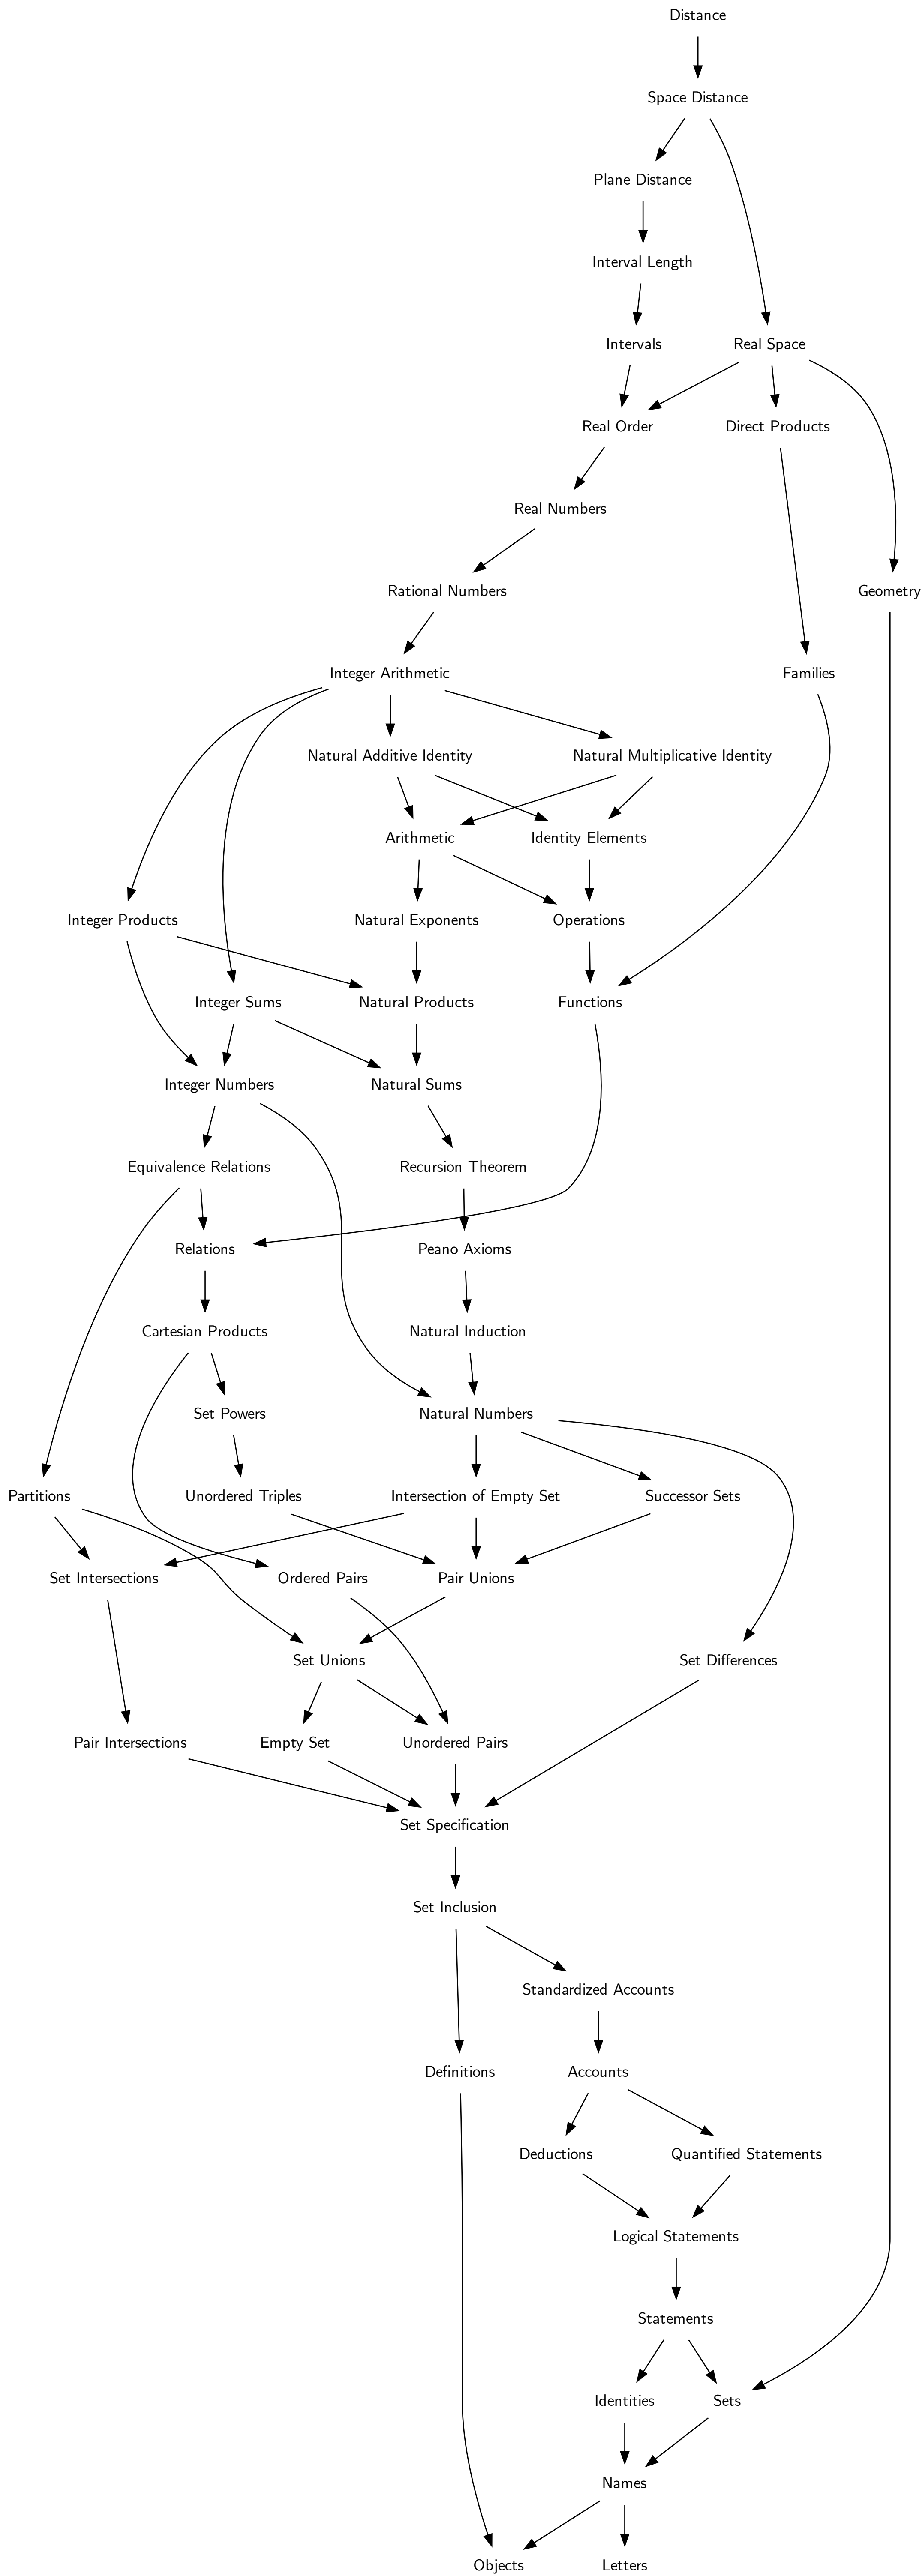 Distance
Space Distance
Plane Distance
Interval Length
Intervals
Real Space
Real Order
Direct Products
Real Numbers
Rational Numbers
Geometry
Integer Arithmetic
Families
Natural Additive Identity
Natural Multiplicative Identity
Arithmetic
Identity Elements
Integer Products
Natural Exponents
Operations
Integer Sums
Natural Products
Functions
Integer Numbers
Natural Sums
Equivalence Relations
Recursion Theorem
Relations
Peano Axioms
Cartesian Products
Natural Induction
Set Powers
Natural Numbers
Partitions
Unordered Triples
Intersection of Empty Set
Successor Sets
Set Intersections
Ordered Pairs
Pair Unions
Set Unions
Set Differences
Pair Intersections
Empty Set
Unordered Pairs
Set Specification
Set Inclusion
Standardized Accounts
Definitions
Accounts
Deductions
Quantified Statements
Logical Statements
Statements
Identities
Sets
Names
Objects
Letters